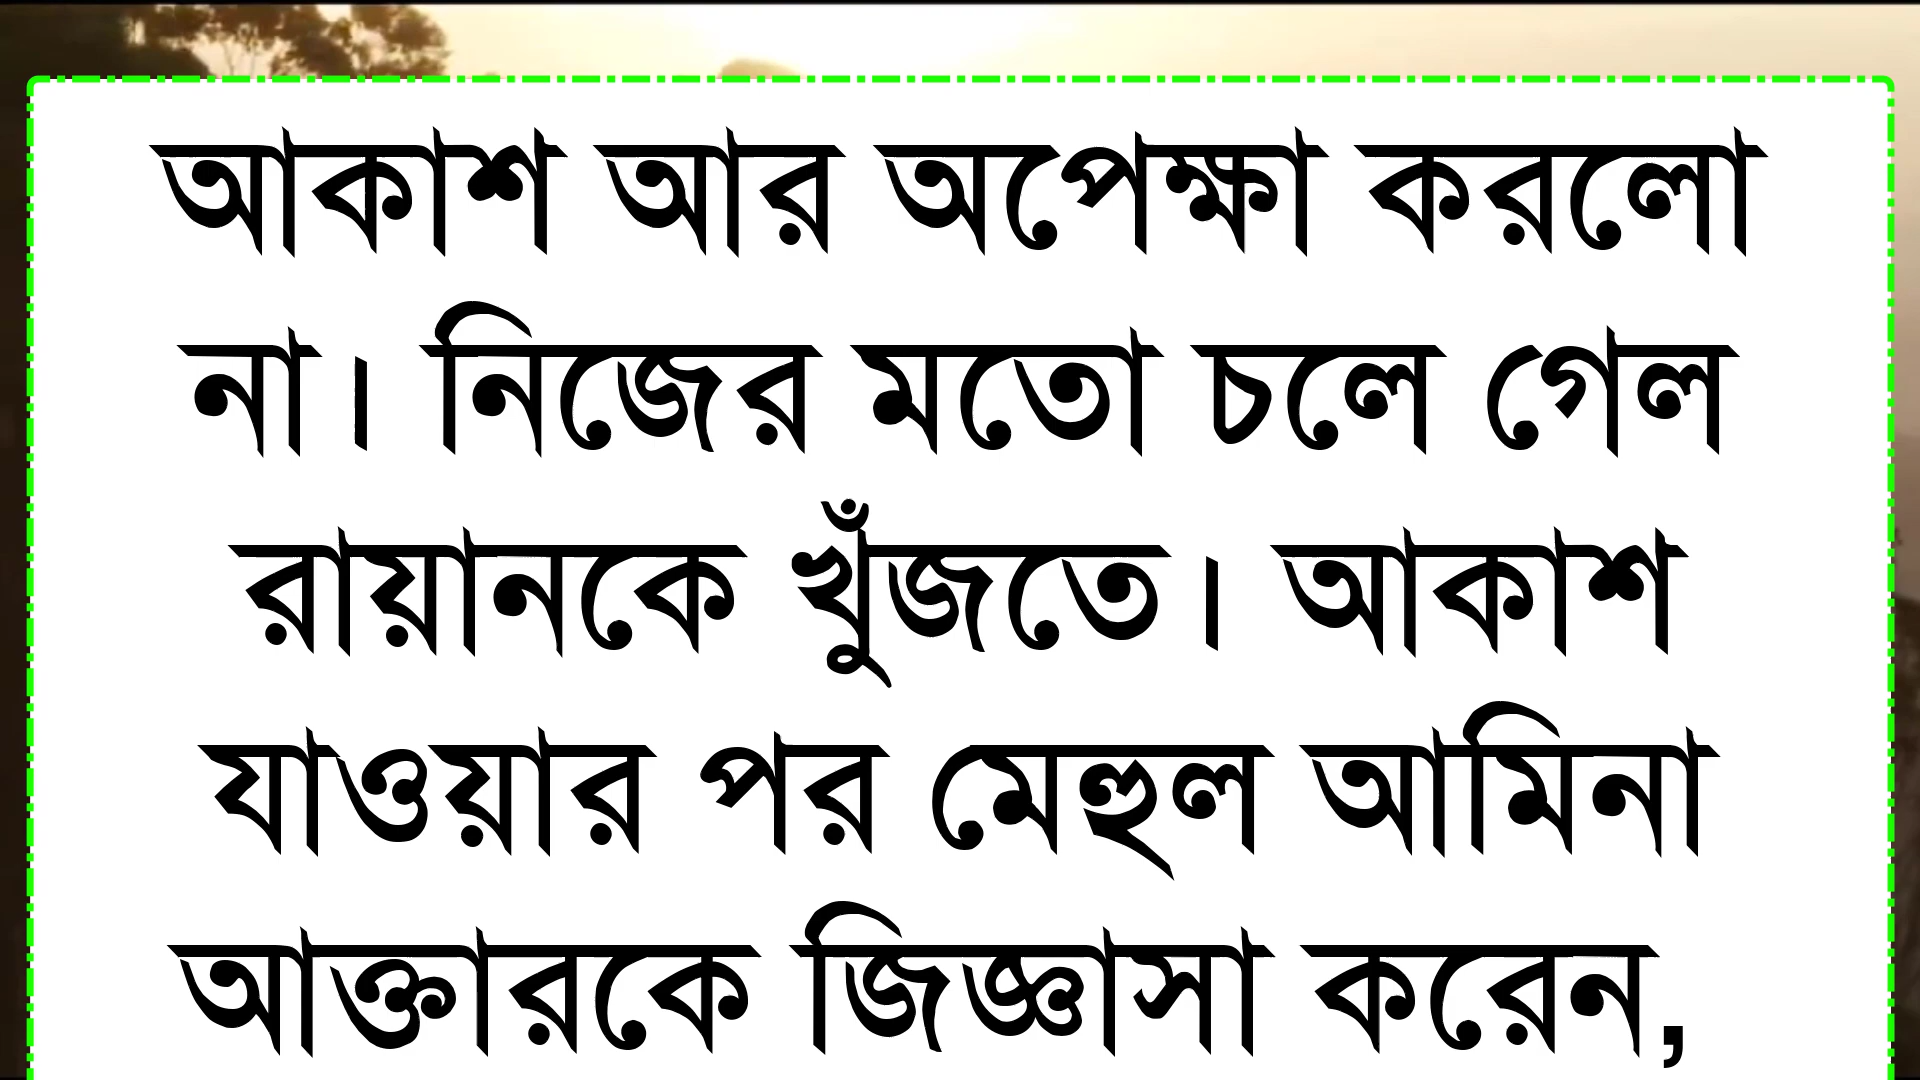 আকাশ আর অপেক্ষা করলো
না। নিজের মতো চলে গেল
রায়ানকে খুঁজতে। আকাশ
যাওয়ার পর মেহুল আমিনা
আক্তারকে জিজ্ঞাসা করেন,